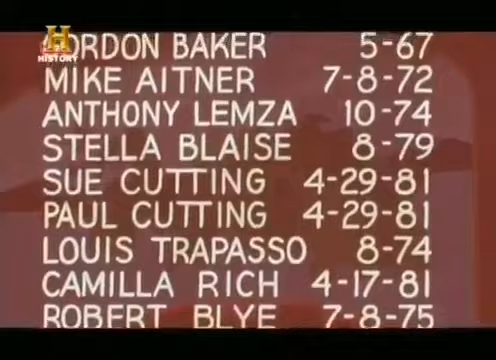 H
HISTORY
GORDON BAKER 5-67
MIKE AITNER 7-8-72
ANTHONY LEMZA 10-74
STELLA BLAISE 8-79
SUE CUTTING 4-29-81
PAUL CUTTING 4-29-81
LOUIS TRAPASSO 8-74
CAMILLA RICH 4-17-81
ROBERT BLYE 7-8-75